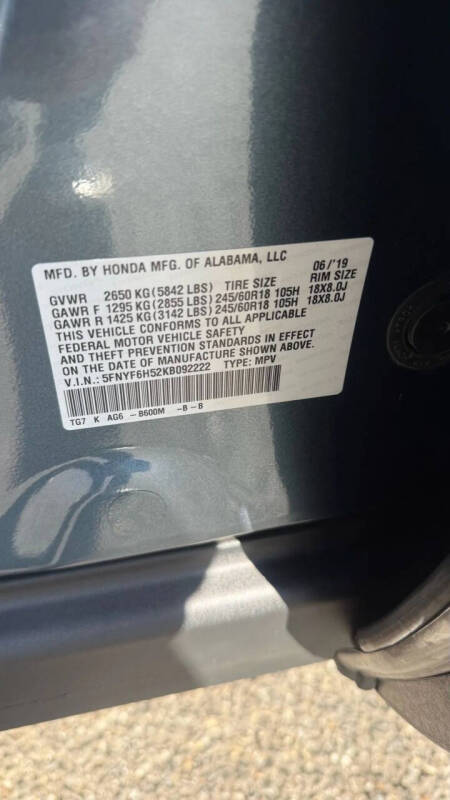 MFD. BY HONDA MFG. OF ALABAMA, LLC 06/'19
GVWR 2650 KG(5842 LBS) TIRE SIZE RIM SIZE
GAWR F 1295 KG(2855 LBS) 245/60R18 105H 18X8.0J
GAWR R 1425 KG(3142 LBS) 245/60R18 105H 18X8.0J
THIS VEHICLE CONFORMS TO ALL APPLICABLE
FEDERAL MOTOR VEHICLE SAFETY
AND THEFT PREVENTION STANDARDS IN EFFECT
ON THE DATE OF MANUFACTURE SHOWN ABOVE.
V.I.N.: 5FNYF6H52KB092222 TYPE: MPV
TG7 K AG6 -B600M -B-B